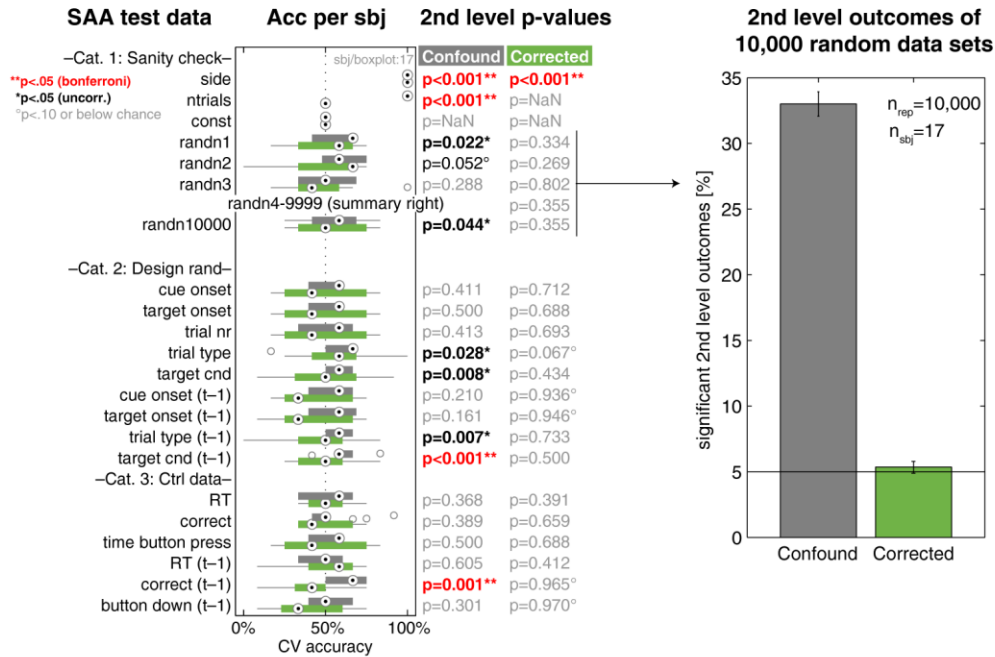 SAA test data Acc per sbj 2nd level p-values
2nd level outcomes of
10,000 random data sets
–Cat. 1: Sanity check– sbj/boxplot:17 Confound Corrected
**p<.05 (bonferroni)
*p<.05 (uncorr.)
°p<.10 or below chance
side p<0.001** p<0.001**
ntrials p<0.001** p=NaN
const p=NaN p=NaN
randn1 p=0.022* p=0.334
randn2 p=0.052° p=0.269
randn3 p=0.288 p=0.802
randn4-9999 (summary right) p=0.355
randn10000 p=0.044* p=0.355
–Cat. 2: Design rand–
cue onset p=0.411 p=0.712
target onset p=0.500 p=0.688
trial nr p=0.413 p=0.693
trial type p=0.028* p=0.067°
target cnd p=0.008* p=0.434
cue onset (t−1) p=0.210 p=0.936°
target onset (t−1) p=0.161 p=0.946°
trial type (t−1) p=0.007* p=0.733
target cnd (t−1) p<0.001** p=0.500
–Cat. 3: Ctrl data–
RT p=0.368 p=0.391
correct p=0.389 p=0.659
time button press p=0.500 p=0.688
RT (t−1) p=0.605 p=0.412
correct (t−1) p=0.001** p=0.965°
button down (t−1) p=0.301 p=0.970°
0% 50% 100%
CV accuracy
significant 2nd level outcomes [%]
35
30
25
20
15
10
5
0
n_rep=10,000
n_sbj=17
Confound Corrected